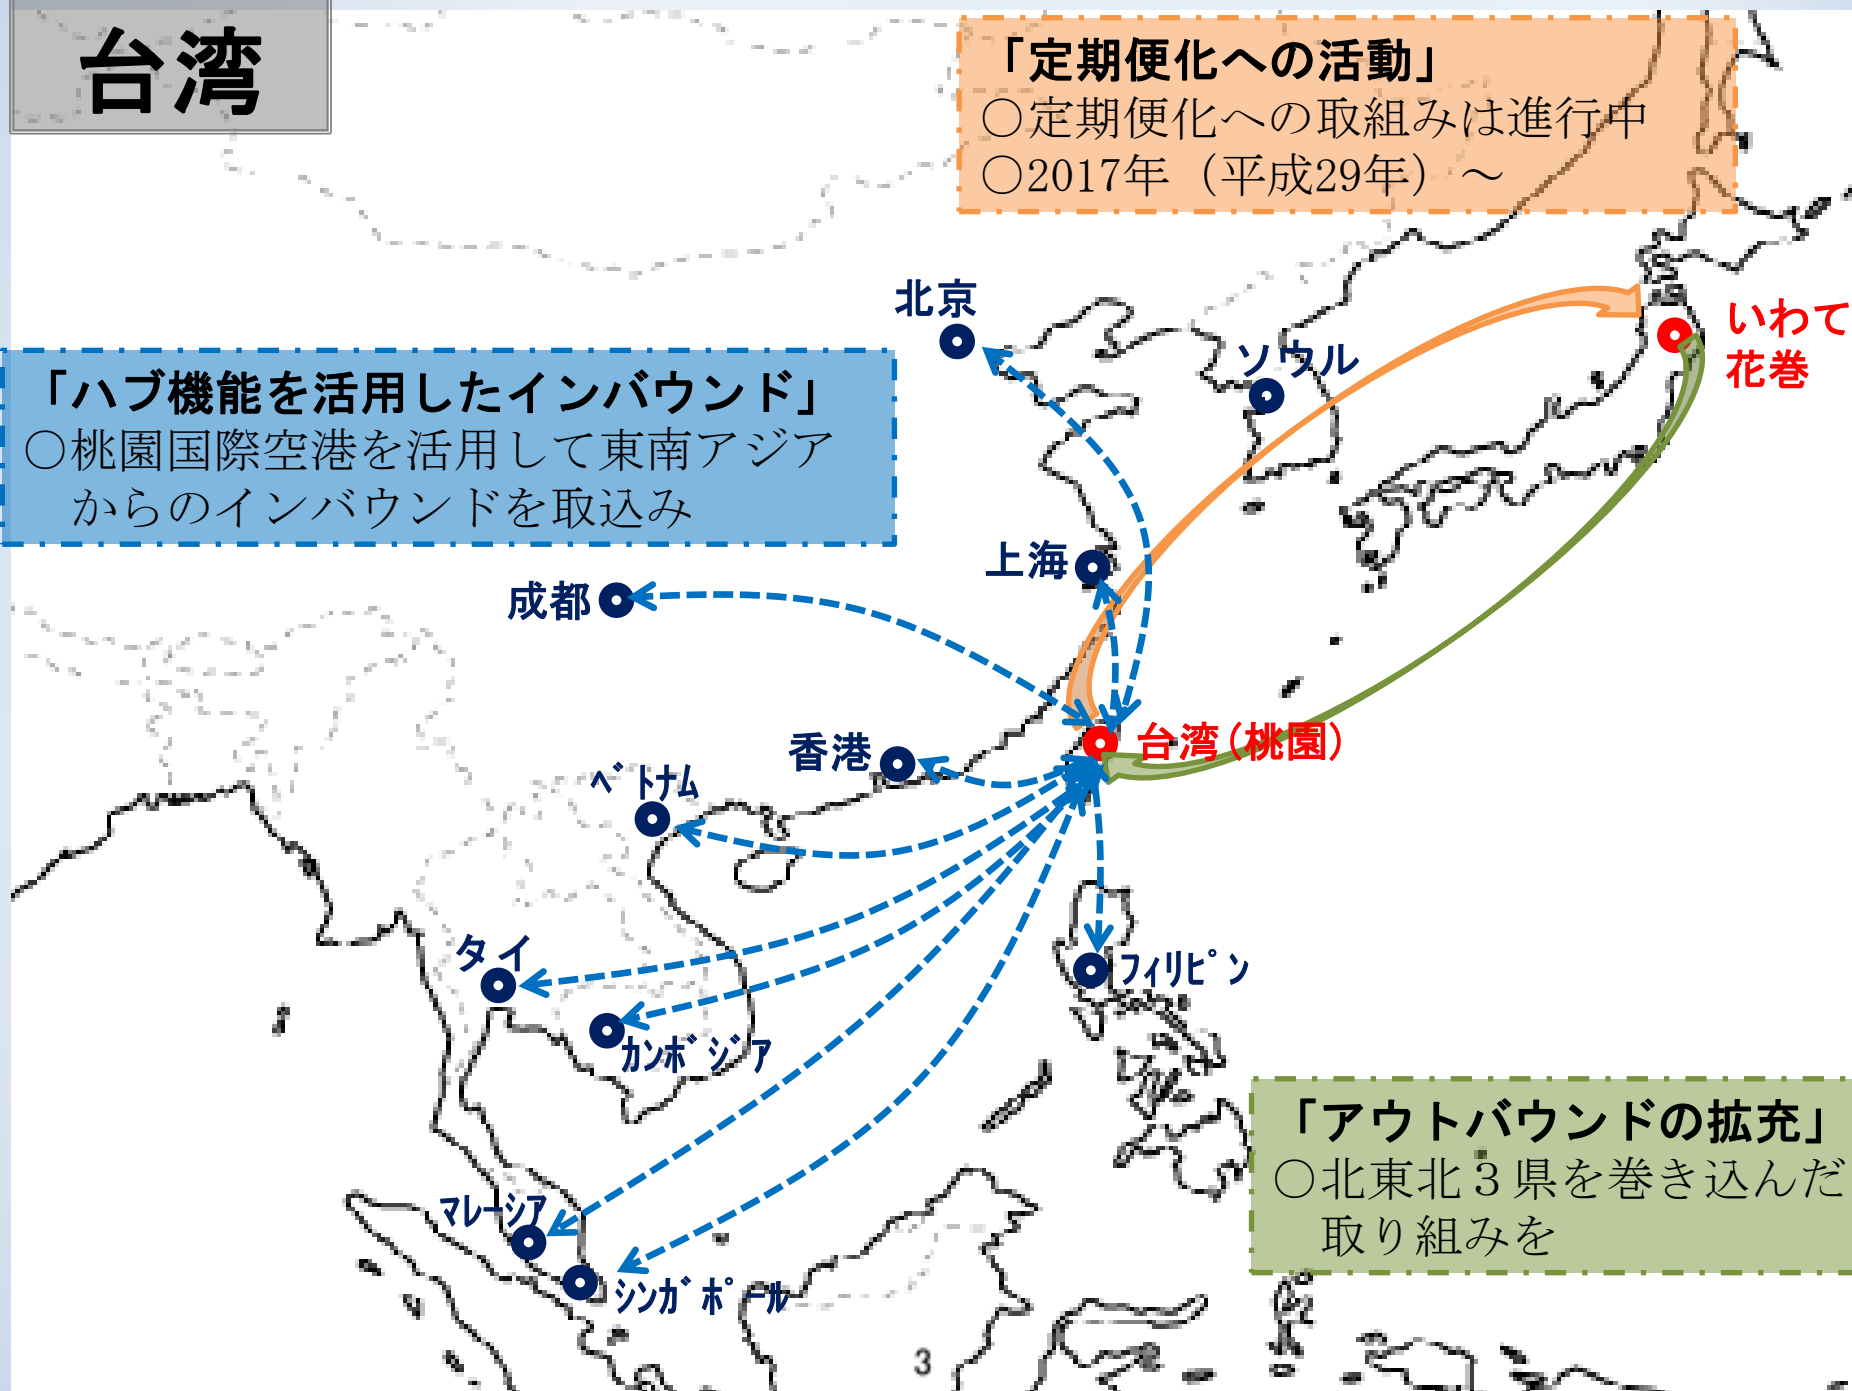 台湾
「定期便化への活動」
○定期便化への取組みは進行中
○2017年（平成29年）～
北京
ソウル
いわて
花巻
「ハブ機能を活用したインバウンド」
○桃園国際空港を活用して東南アジア
からのインバウンドを取込み
上海
成都
台湾(桃園)
香港
ﾍﾞﾄﾅﾑ
タイ
ﾌｨﾘﾋﾟﾝ
ｶﾝﾎﾞｼﾞｱ
「アウトバウンドの拡充」
○北東北３県を巻き込んだ
取り組みを
ﾏﾚｰｼｱ
ｼﾝｶﾞﾎﾟｰﾙ
3